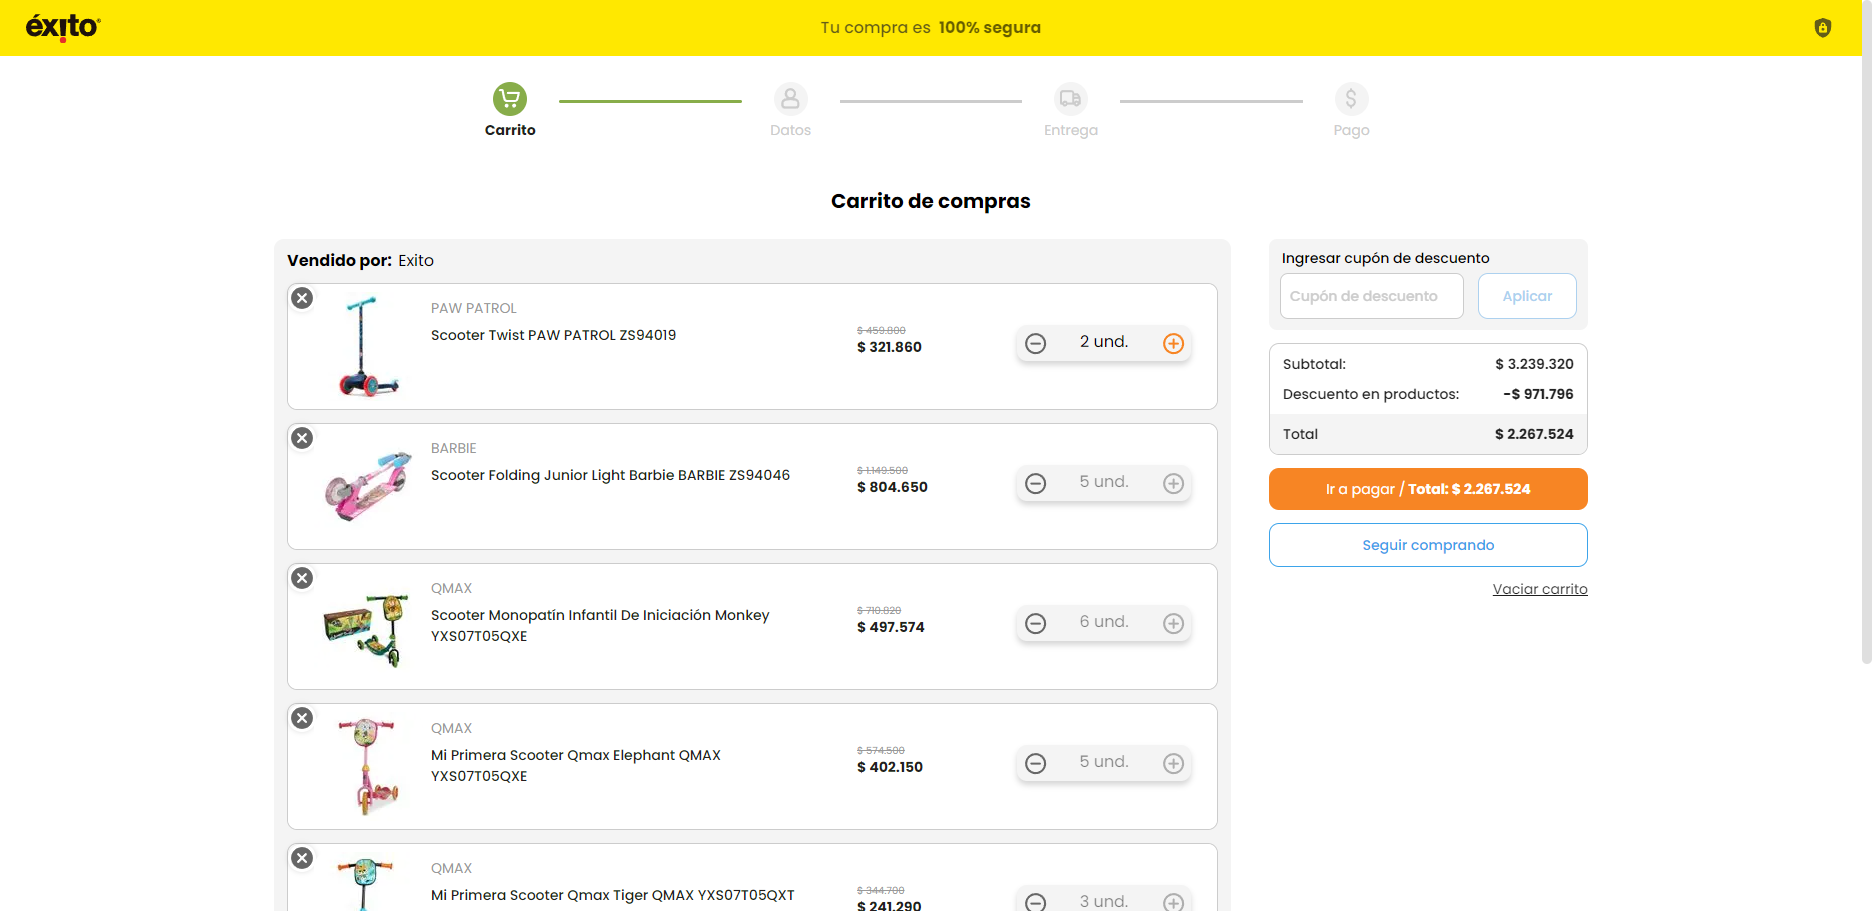 éxito
Tu compra es 100% segura
Carrito
Datos
Entrega
Pago
Carrito de compras
Vendido por: Exito
PAW PATROL
Scooter Twist PAW PATROL ZS94019
$ 459.800
$ 321.860
2 und.
BARBIE
Scooter Folding Junior Light Barbie BARBIE ZS94046
$ 1.149.500
$ 804.650
5 und.
QMAX
Scooter Monopatín Infantil De Iniciación Monkey
YXS07T05QXE
$ 710.820
$ 497.574
6 und.
QMAX
Mi Primera Scooter Qmax Elephant QMAX
YXS07T05QXE
$ 574.500
$ 402.150
5 und.
QMAX
Mi Primera Scooter Qmax Tiger QMAX YXS07T05QXT
$ 344.700
$ 241.290
3 und.
Ingresar cupón de descuento
Cupón de descuento
Aplicar
Subtotal: $ 3.239.320
Descuento en productos: -$ 971.796
Total $ 2.267.524
Ir a pagar / Total: $ 2.267.524
Seguir comprando
Vaciar carrito